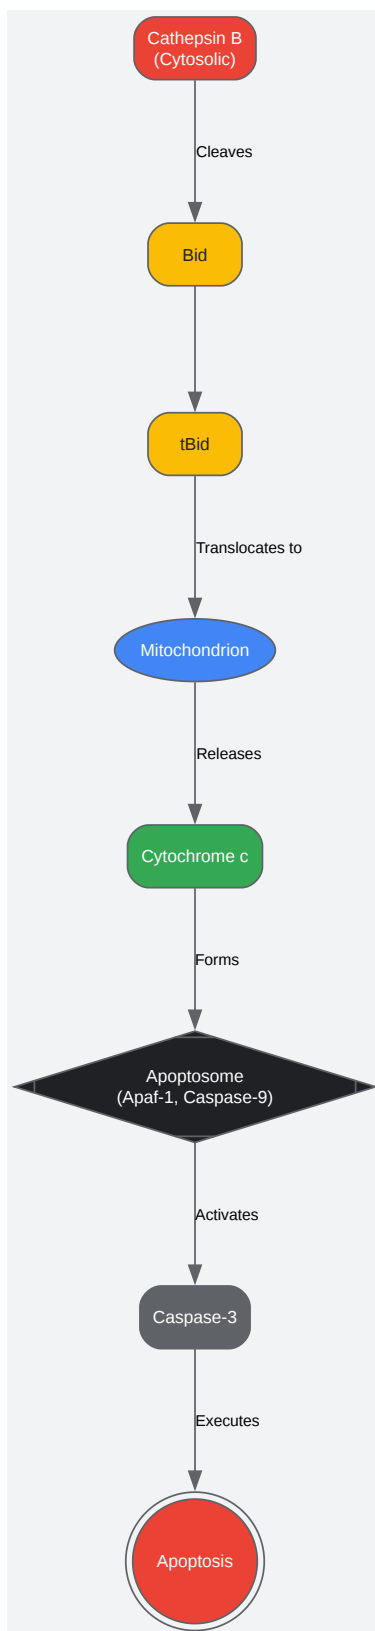 Cathepsin B
(Cytosolic)
Cleaves
Bid
tBid
Translocates to
Mitochondrion
Releases
Cytochrome c
Forms
Apoptosome
(Apaf-1, Caspase-9)
Activates
Caspase-3
Executes
Apoptosis